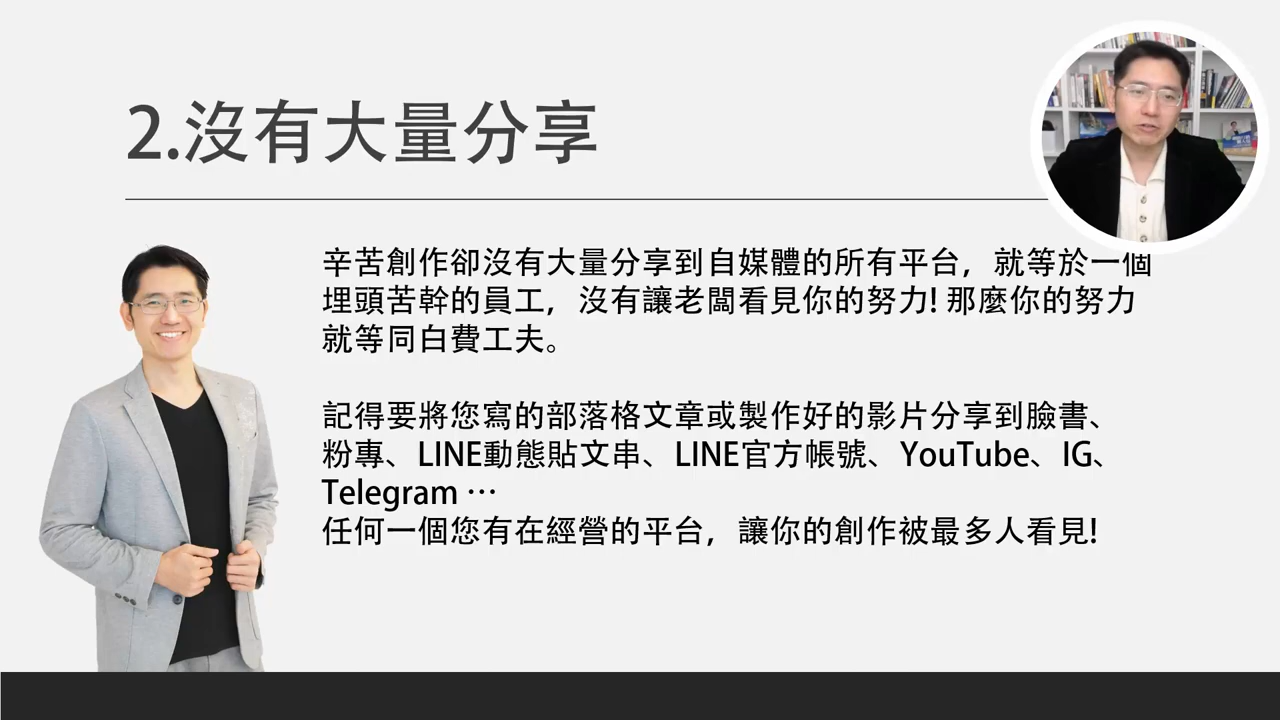 2.沒有大量分享
辛苦創作卻沒有大量分享到自媒體的所有平台，就等於一個
埋頭苦幹的員工，沒有讓老闆看見你的努力! 那麼你的努力
就等同白費工夫。
記得要將您寫的部落格文章或製作好的影片分享到臉書、
粉專、LINE動態貼文串、LINE官方帳號、YouTube、IG、
Telegram …
任何一個您有在經營的平台，讓你的創作被最多人看見!